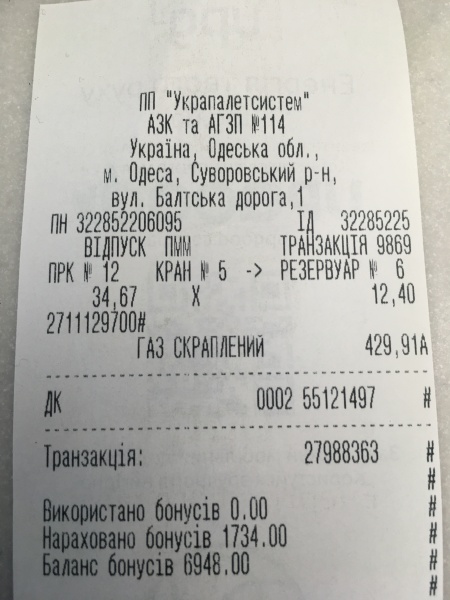 ПП "Украпалетсистем"
АЗК та АГЗП №114
Україна, Одеська обл.,
м. Одеса, Суворовський р-н,
вул. Балтська дорога,1
ПН 322852206095 ІД 32285225
ВІДПУСК ПММ ТРАНЗАКЦІЯ 9869
ПРК № 12 КРАН № 5 -> РЕЗЕРВУАР № 6
34,67 X 12,40
2711129700#
ГАЗ СКРАПЛЕНИЙ 429,91А
ДК 0002 55121497 #
Транзакція: 27988363 #
#
Використано бонусів 0.00 #
Нараховано бонусів 1734.00 #
Баланс бонусів 6948.00 #
#